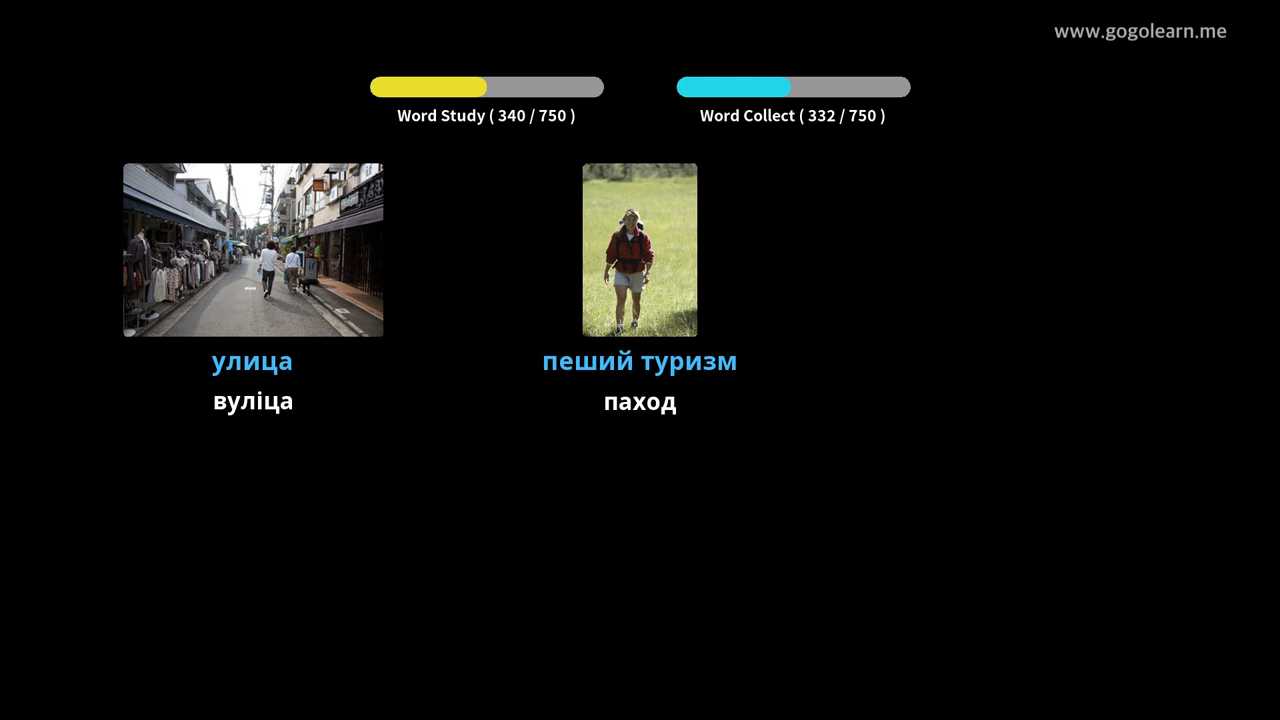 www.gogolearn.me
Word Study ( 340 / 750 )
Word Collect ( 332 / 750 )
улица
вуліца
пеший туризм
паход